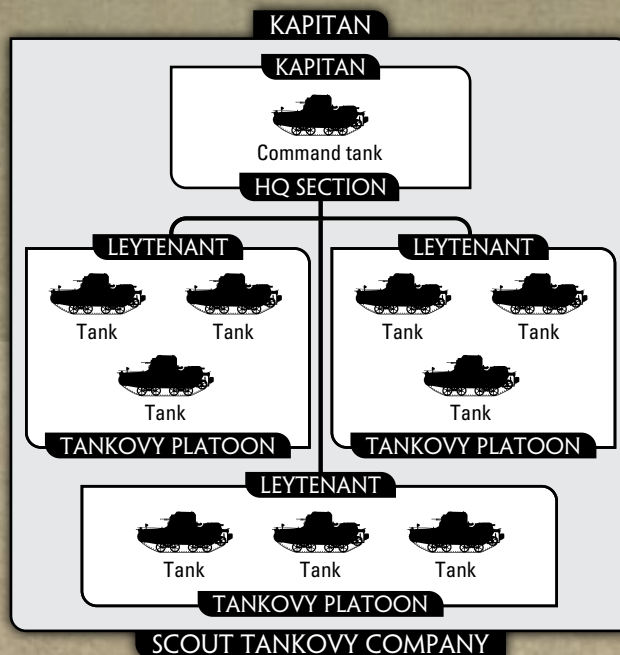 KAPITAN
KAPITAN
Command tank
HQ SECTION
LEYTENANT
Tank Tank
Tank
TANKOVY PLATOON
LEYTENANT
Tank Tank
Tank
TANKOVY PLATOON
LEYTENANT
Tank Tank Tank
TANKOVY PLATOON
SCOUT TANKOVY COMPANY